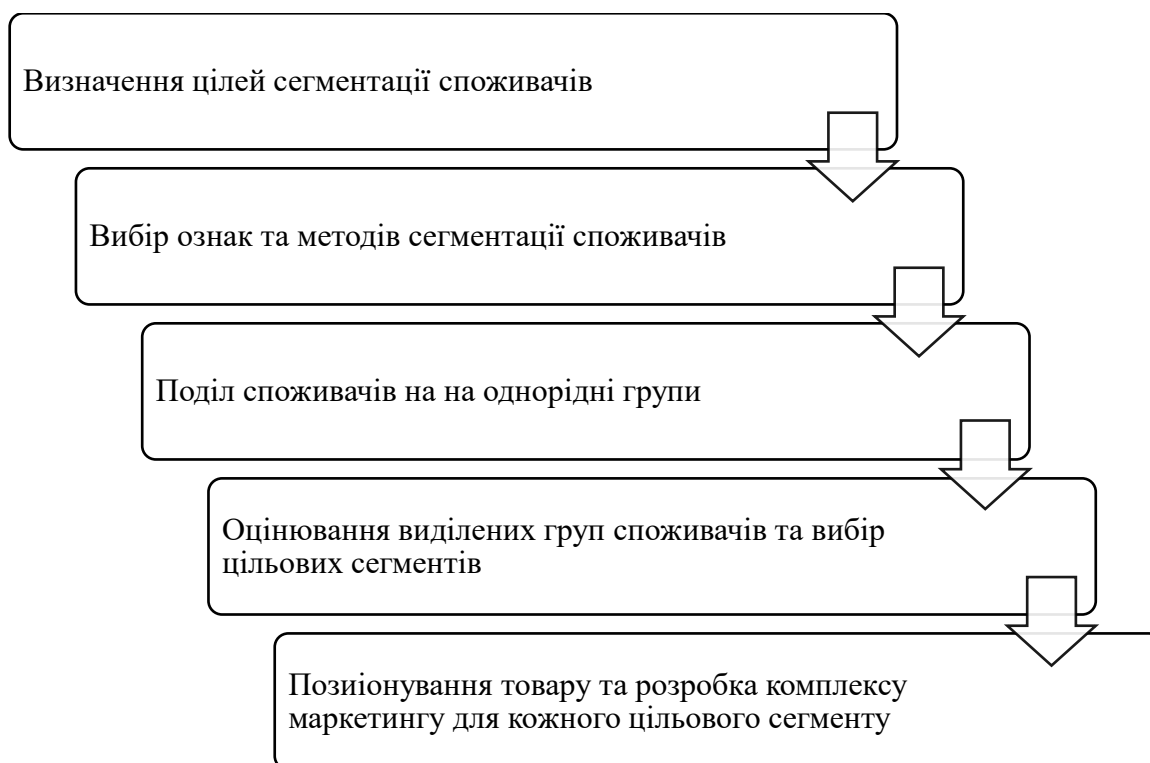 Визначення цілей сегментації споживачів
Вибір ознак та методів сегментації споживачів
Поділ споживачів на на однорідні групи
Оцінювання виділених груп споживачів та вибір
цільових сегментів
Позиіонування товару та розробка комплексу
маркетингу для кожного цільового сегменту